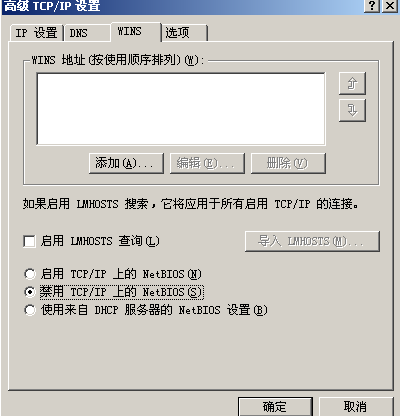 高级 TCP/IP 设置
IP 设置 DNS WINS 选项
WINS 地址(按使用顺序排列)(W):
添加(A)... 编辑(E)... 删除(V)
如果启用 LMHOSTS 搜索，它将应用于所有启用 TCP/IP 的连接。
启用 LMHOSTS 查询(L) 导入 LMHOSTS(M)...
启用 TCP/IP 上的 NetBIOS(N)
禁用 TCP/IP 上的 NetBIOS(S)
使用来自 DHCP 服务器的 NetBIOS 设置(B)
确定 取消